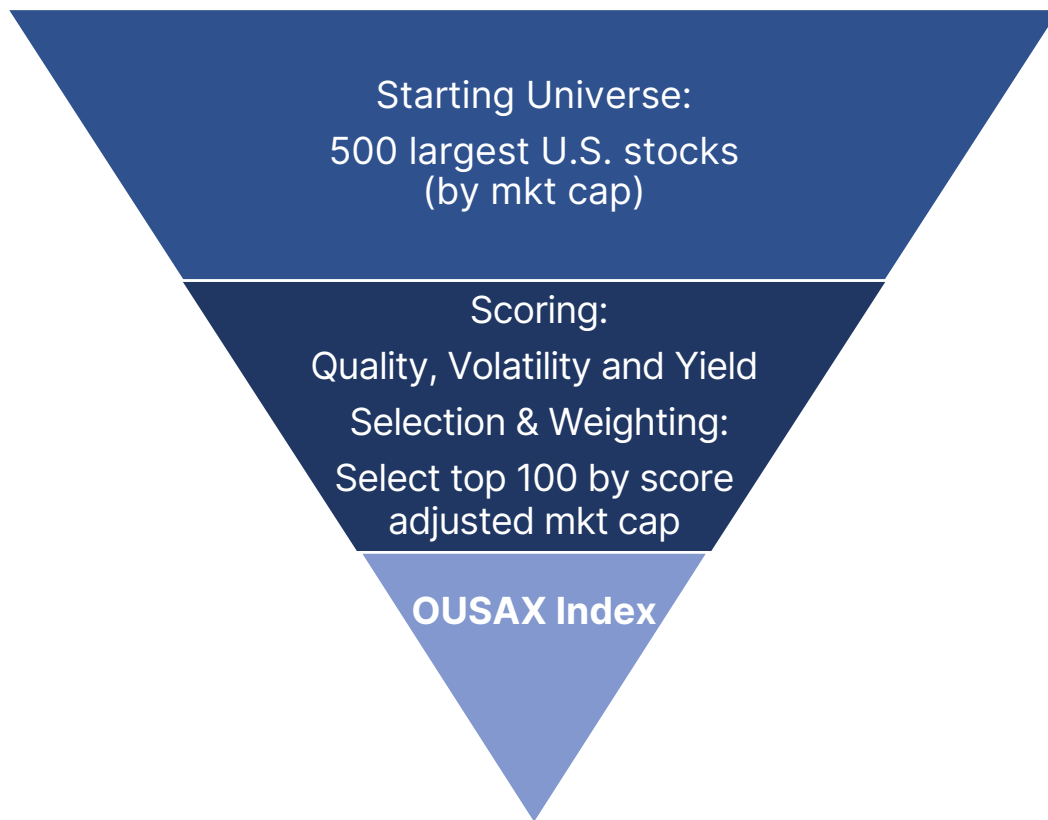 Starting Universe:
500 largest U.S. stocks
(by mkt cap)
Scoring:
Quality, Volatility and Yield
Selection & Weighting:
Select top 100 by score
adjusted mkt cap
OUSAX Index